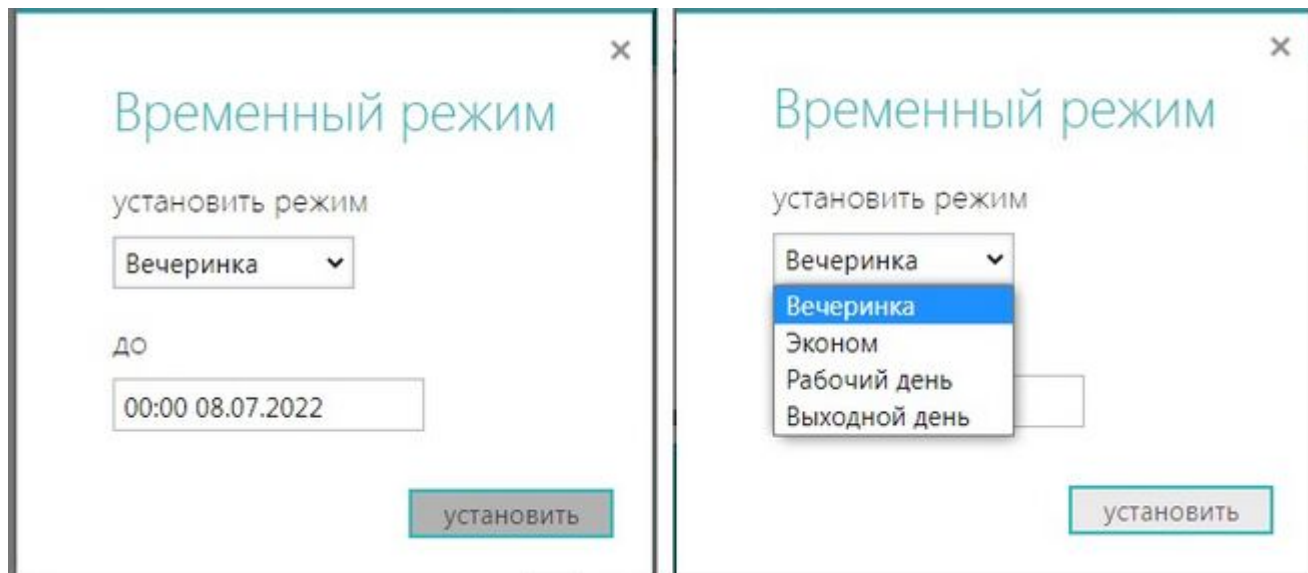 Временный режим
установить режим
Вечеринка
до
00:00 08.07.2022
установить
Временный режим
установить режим
Вечеринка
Вечеринка
Эконом
Рабочий день
Выходной день
установить